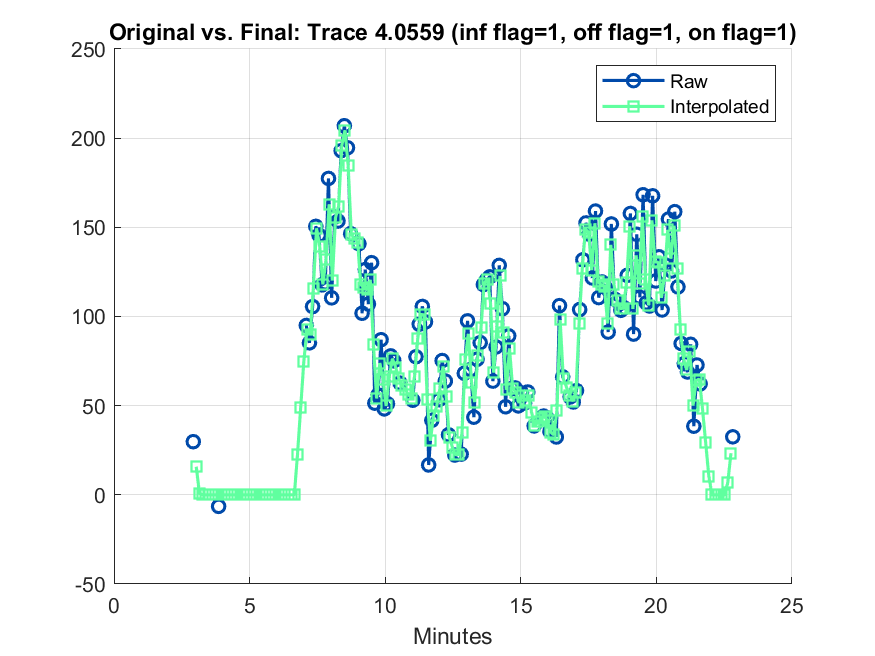 Original vs. Final: Trace 4.0559 (inf flag=1, off flag=1, on flag=1)
250
Raw
Interpolated
200
150
100
50
0
-50
0 5 10 15 20 25
Minutes